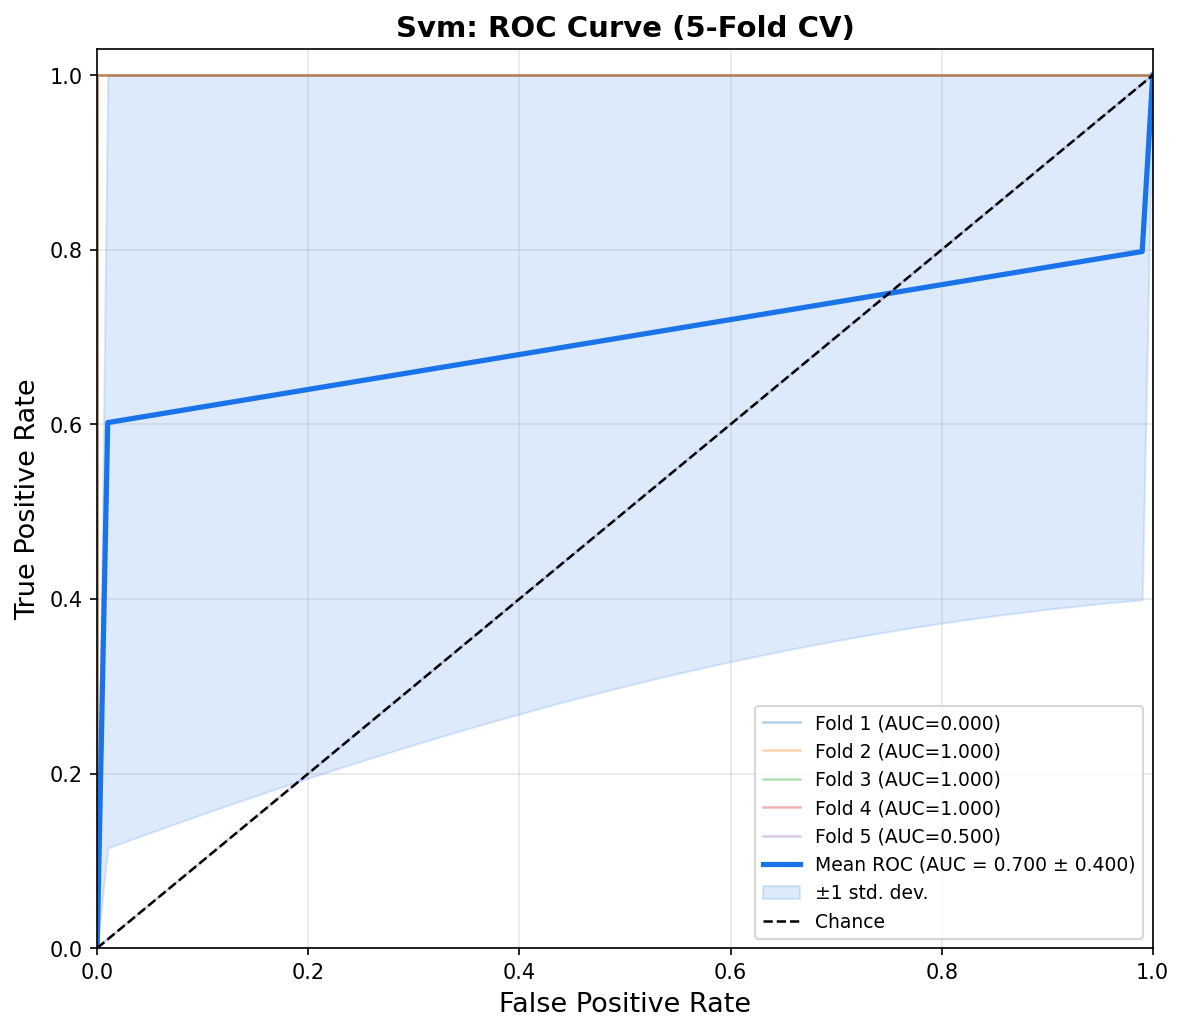 Svm: ROC Curve (5-Fold CV)
True Positive Rate
1.0
0.8
0.6
0.4
0.2
0.0
0.0 0.2 0.4 0.6 0.8 1.0
False Positive Rate
Fold 1 (AUC=0.000)
Fold 2 (AUC=1.000)
Fold 3 (AUC=1.000)
Fold 4 (AUC=1.000)
Fold 5 (AUC=0.500)
Mean ROC (AUC = 0.700 ± 0.400)
±1 std. dev.
Chance